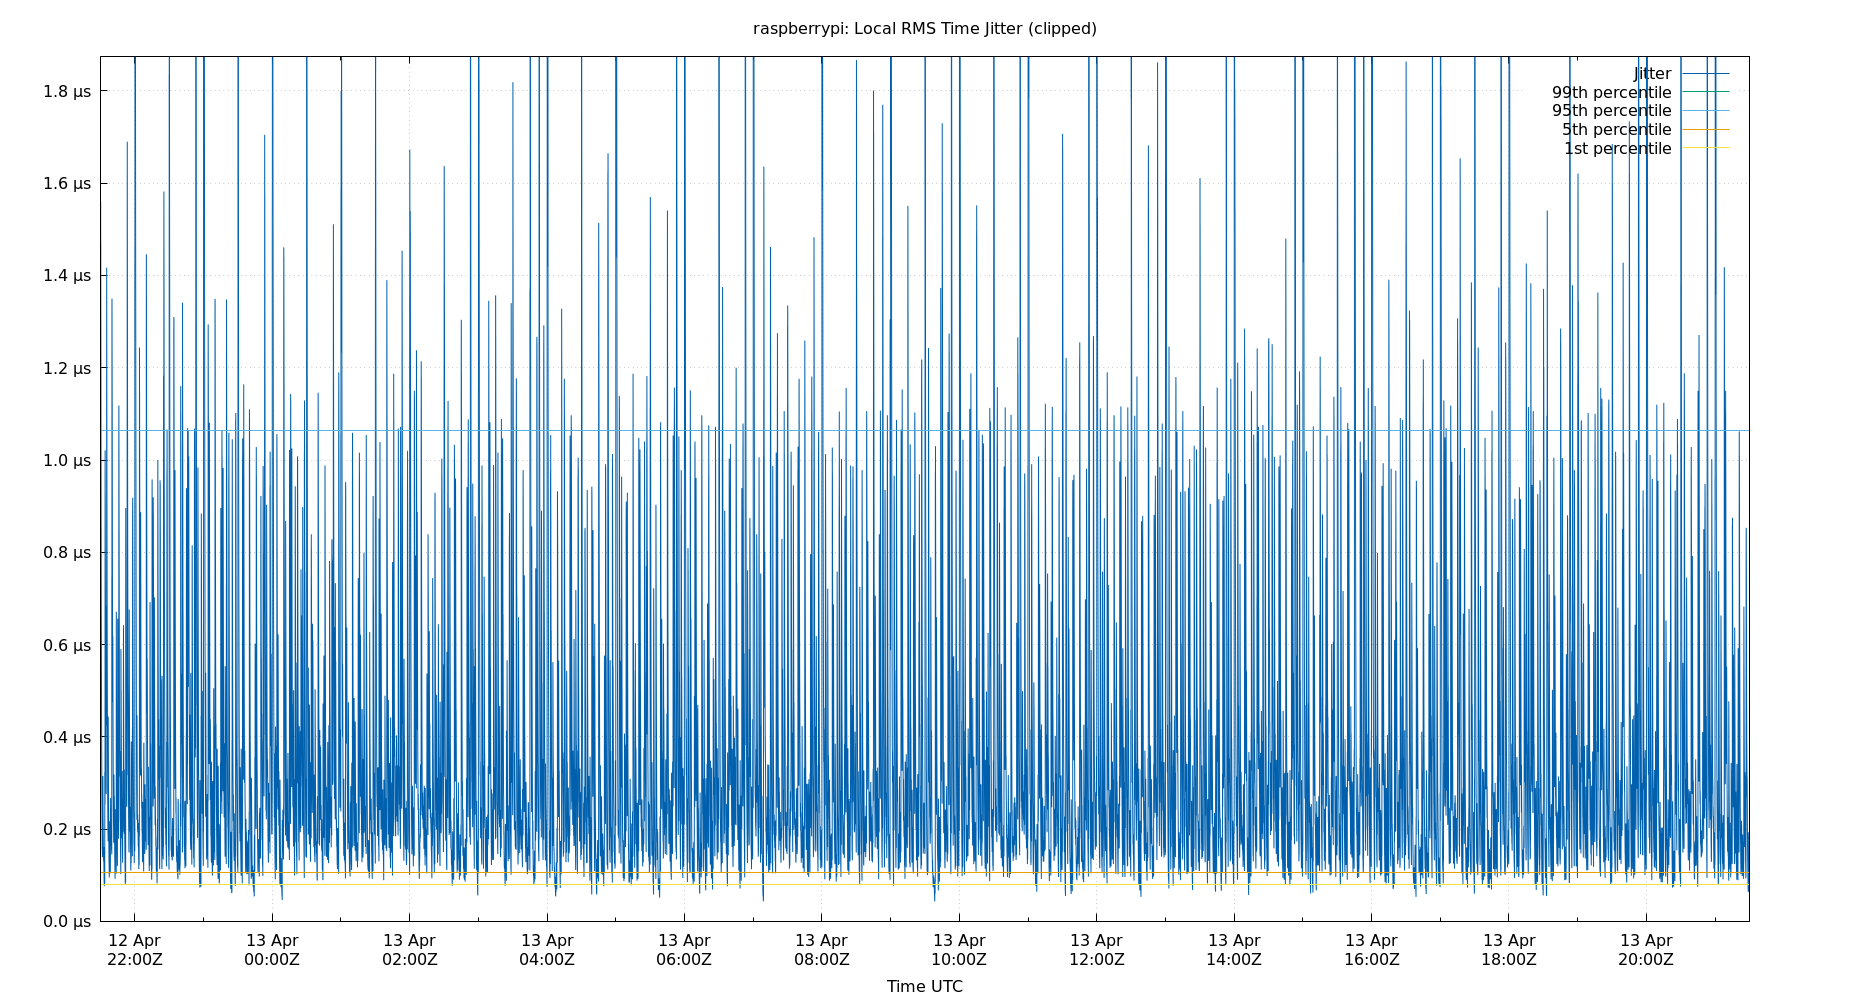 raspberrypi: Local RMS Time Jitter (clipped)
Jitter
99th percentile
95th percentile
5th percentile
1st percentile
1.8 µs
1.6 µs
1.4 µs
1.2 µs
1.0 µs
0.8 µs
0.6 µs
0.4 µs
0.2 µs
0.0 µs
12 Apr 13 Apr 13 Apr 13 Apr 13 Apr 13 Apr 13 Apr 13 Apr 13 Apr 13 Apr 13 Apr 13 Apr
22:00Z 00:00Z 02:00Z 04:00Z 06:00Z 08:00Z 10:00Z 12:00Z 14:00Z 16:00Z 18:00Z 20:00Z
Time UTC